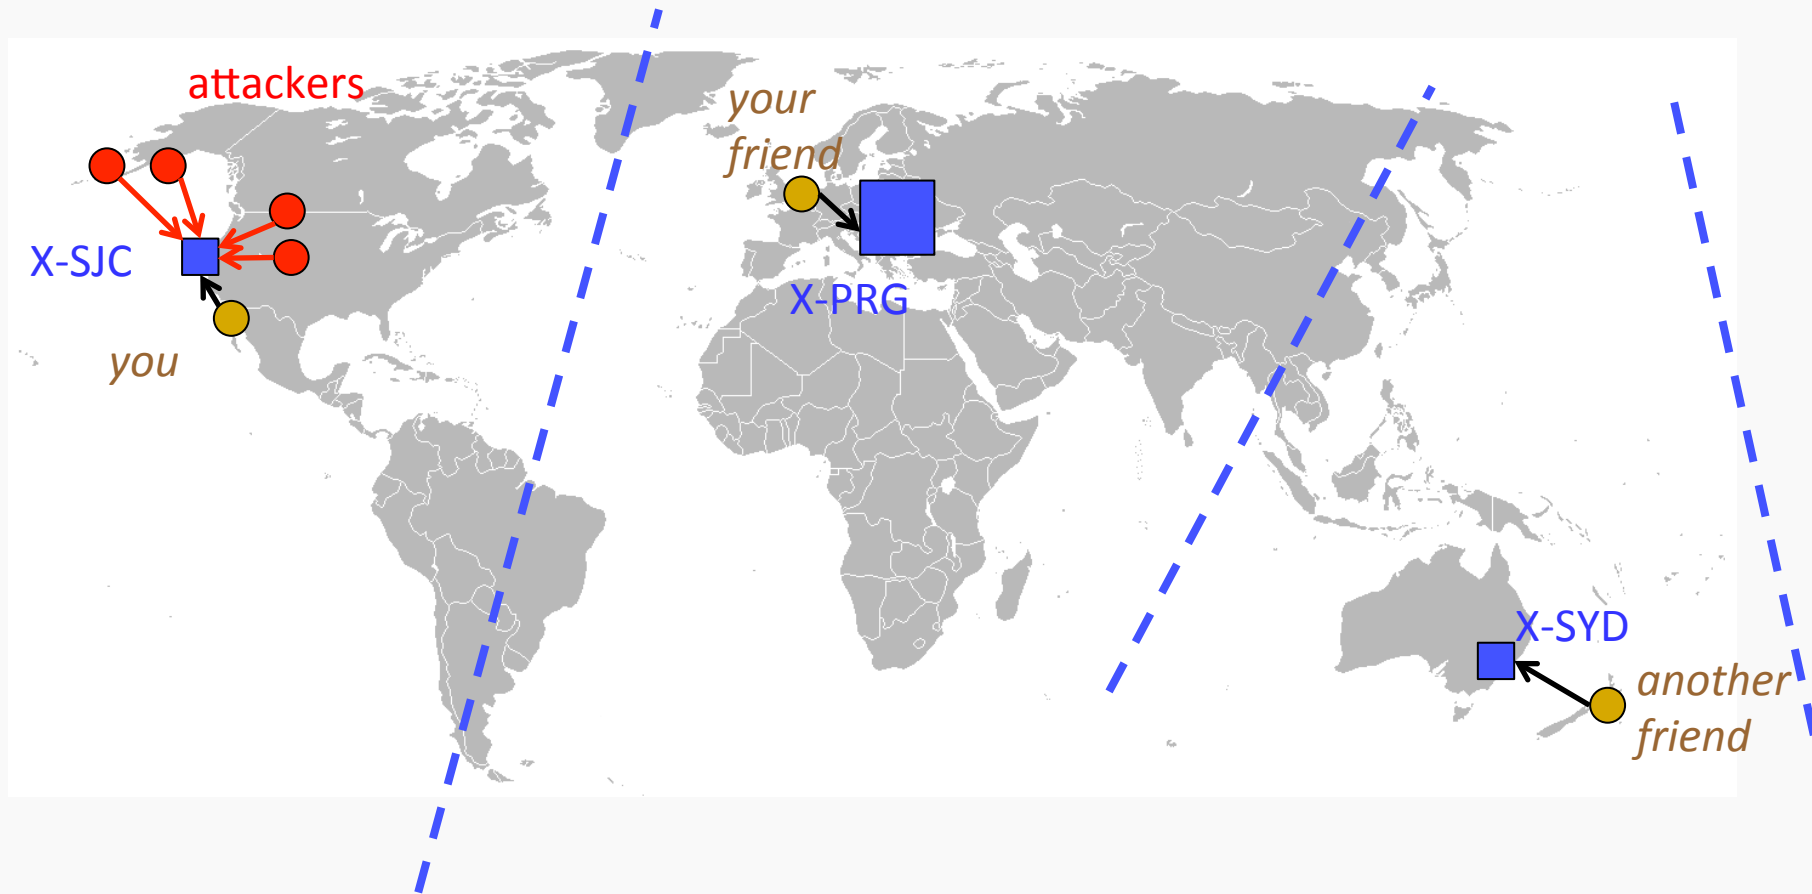 attackers
your
friend
X-SJC
X-PRG
you
X-SYD
another
friend